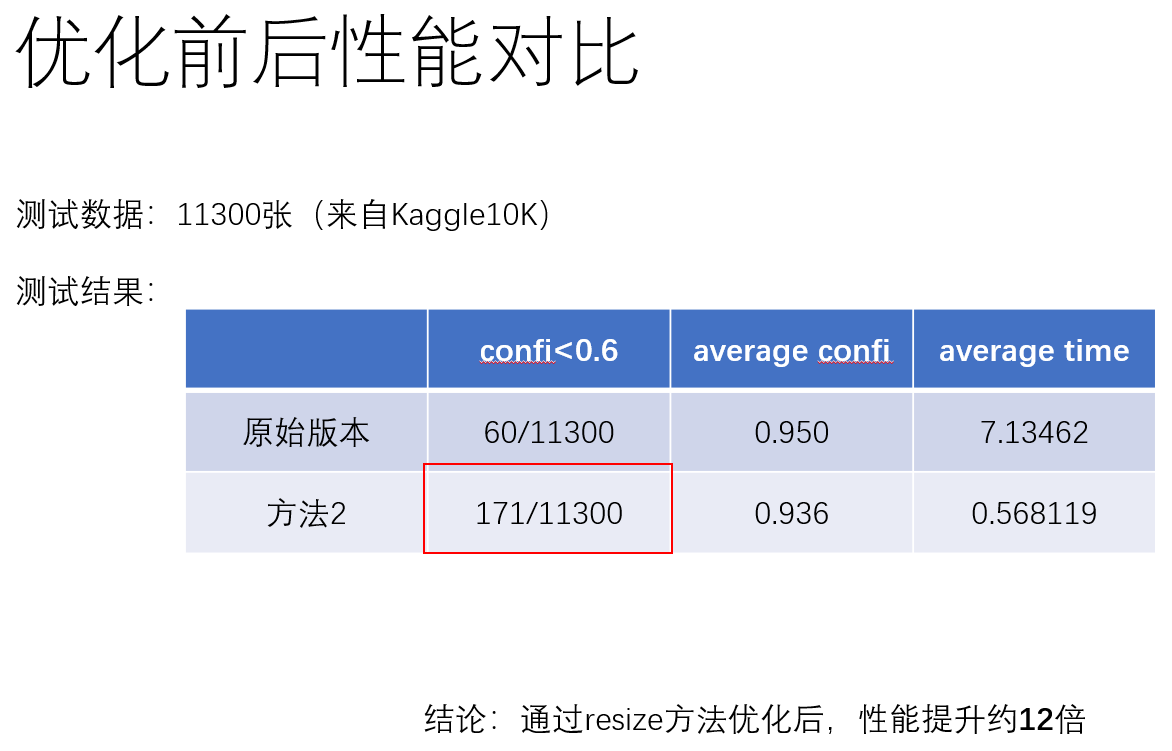 优化前后性能对比
测试数据：11300张（来自Kaggle10K）
测试结果：
confi<0.6 average confi average time
原始版本 60/11300 0.950 7.13462
方法2 171/11300 0.936 0.568119
结论：通过resize方法优化后，性能提升约12倍